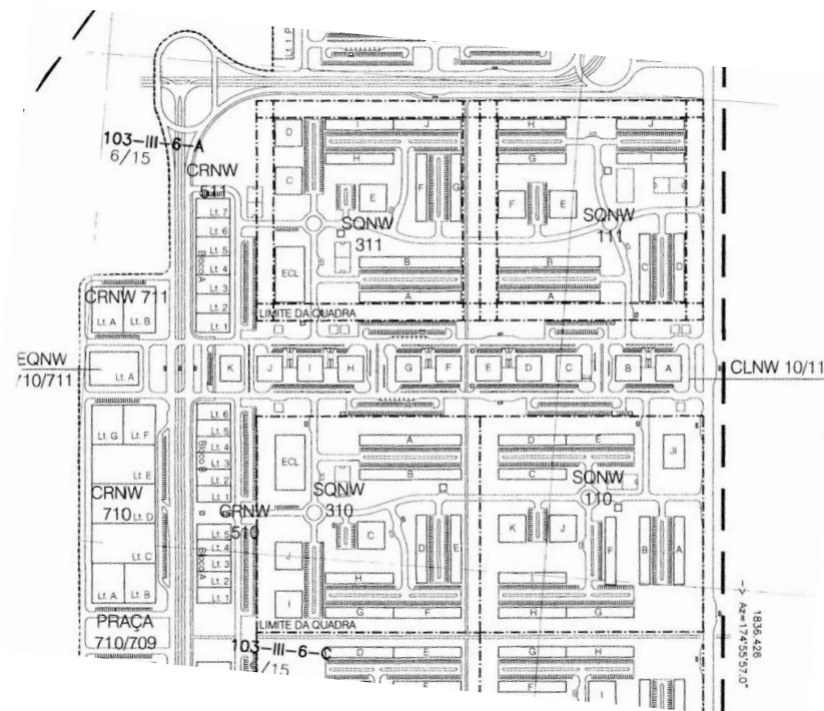 Lt. P
103-III-6-A
6/15
CRNW
511
D
I
J
H
C
E
F
G
SQNW
311
ECL
B
A
H
J
G
I
F
E
SQNW
111
C
D
B
A
Lt. 7
Lt. 6
Lt. 5
Lt. 4
Lt. 3
Lt. 2
Lt. 1
Bloco A
CRNW 711
Lt. A
Lt. B
LIMITE DA QUADRA
EQNW
710/711
Lt. A
K
J
I
H
G
F
E
D
C
B
A
CLNW 10/11
Lt. G
Lt. F
Lt. E
CRNW
710
Lt. D
Lt. C
Lt. A
Lt. B
PRAÇA
710/709
Lt. 6
Lt. 5
Lt. 4
Lt. 3
Lt. 2
Lt. 1
Bloco B
CRNW
510
Lt. 5
Lt. 4
Lt. 3
Lt. 2
Lt. 1
Bloco A
ECL
A
B
SQNW
310
C
D
E
J
H
I
G
F
LIMITE DA QUADRA
D
E
C
JI
SQNW
110
K
J
F
B
A
I
G
H
G
103-III-6-C
/15
D
E
F
E
G
H
F
I
1836.426
-> Az=174°55'57.0"